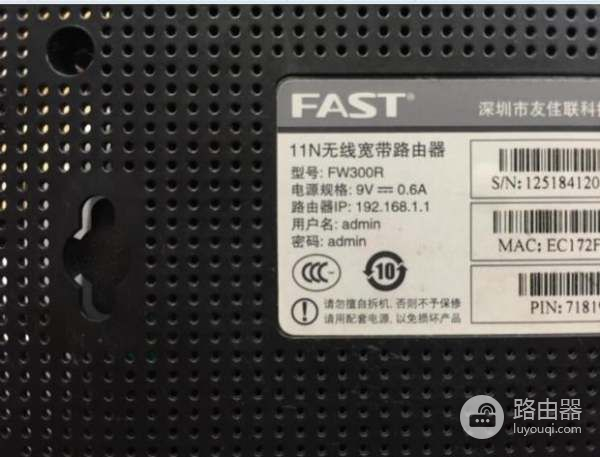 FAST®
深圳市友佳联科技
11N无线宽带路由器
型号: FW300R
电源规格: 9V⎓0.6A
路由器IP: 192.168.1.1
用户名: admin
密码: admin
S/N: 125184120
MAC: EC172F
PIN: 7181
CCC
10
请勿擅自拆机, 否则不予保修
请用配套电源, 以免损坏产品
路由器
luyouqi.com